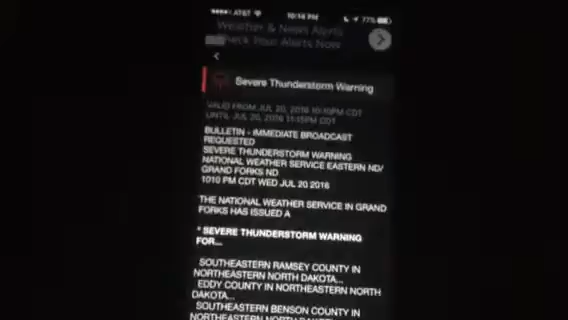 AT&T 10:14 PM 77%
Weather & News Alerts
Check Your Alerts Now
Severe Thunderstorm Warning
VALID FROM JUL 20, 2016 10:10PM CDT
UNTIL JUL 20, 2016 11:15PM CDT
BULLETIN - IMMEDIATE BROADCAST
REQUESTED
SEVERE THUNDERSTORM WARNING
NATIONAL WEATHER SERVICE EASTERN ND/
GRAND FORKS ND
1010 PM CDT WED JUL 20 2016
THE NATIONAL WEATHER SERVICE IN GRAND
FORKS HAS ISSUED A
* SEVERE THUNDERSTORM WARNING
FOR...
SOUTHEASTERN RAMSEY COUNTY IN
NORTHEASTERN NORTH DAKOTA...
EDDY COUNTY IN NORTHEASTERN NORTH
DAKOTA...
SOUTHEASTERN BENSON COUNTY IN
NORTHEASTERN NORTH DAKOTA...